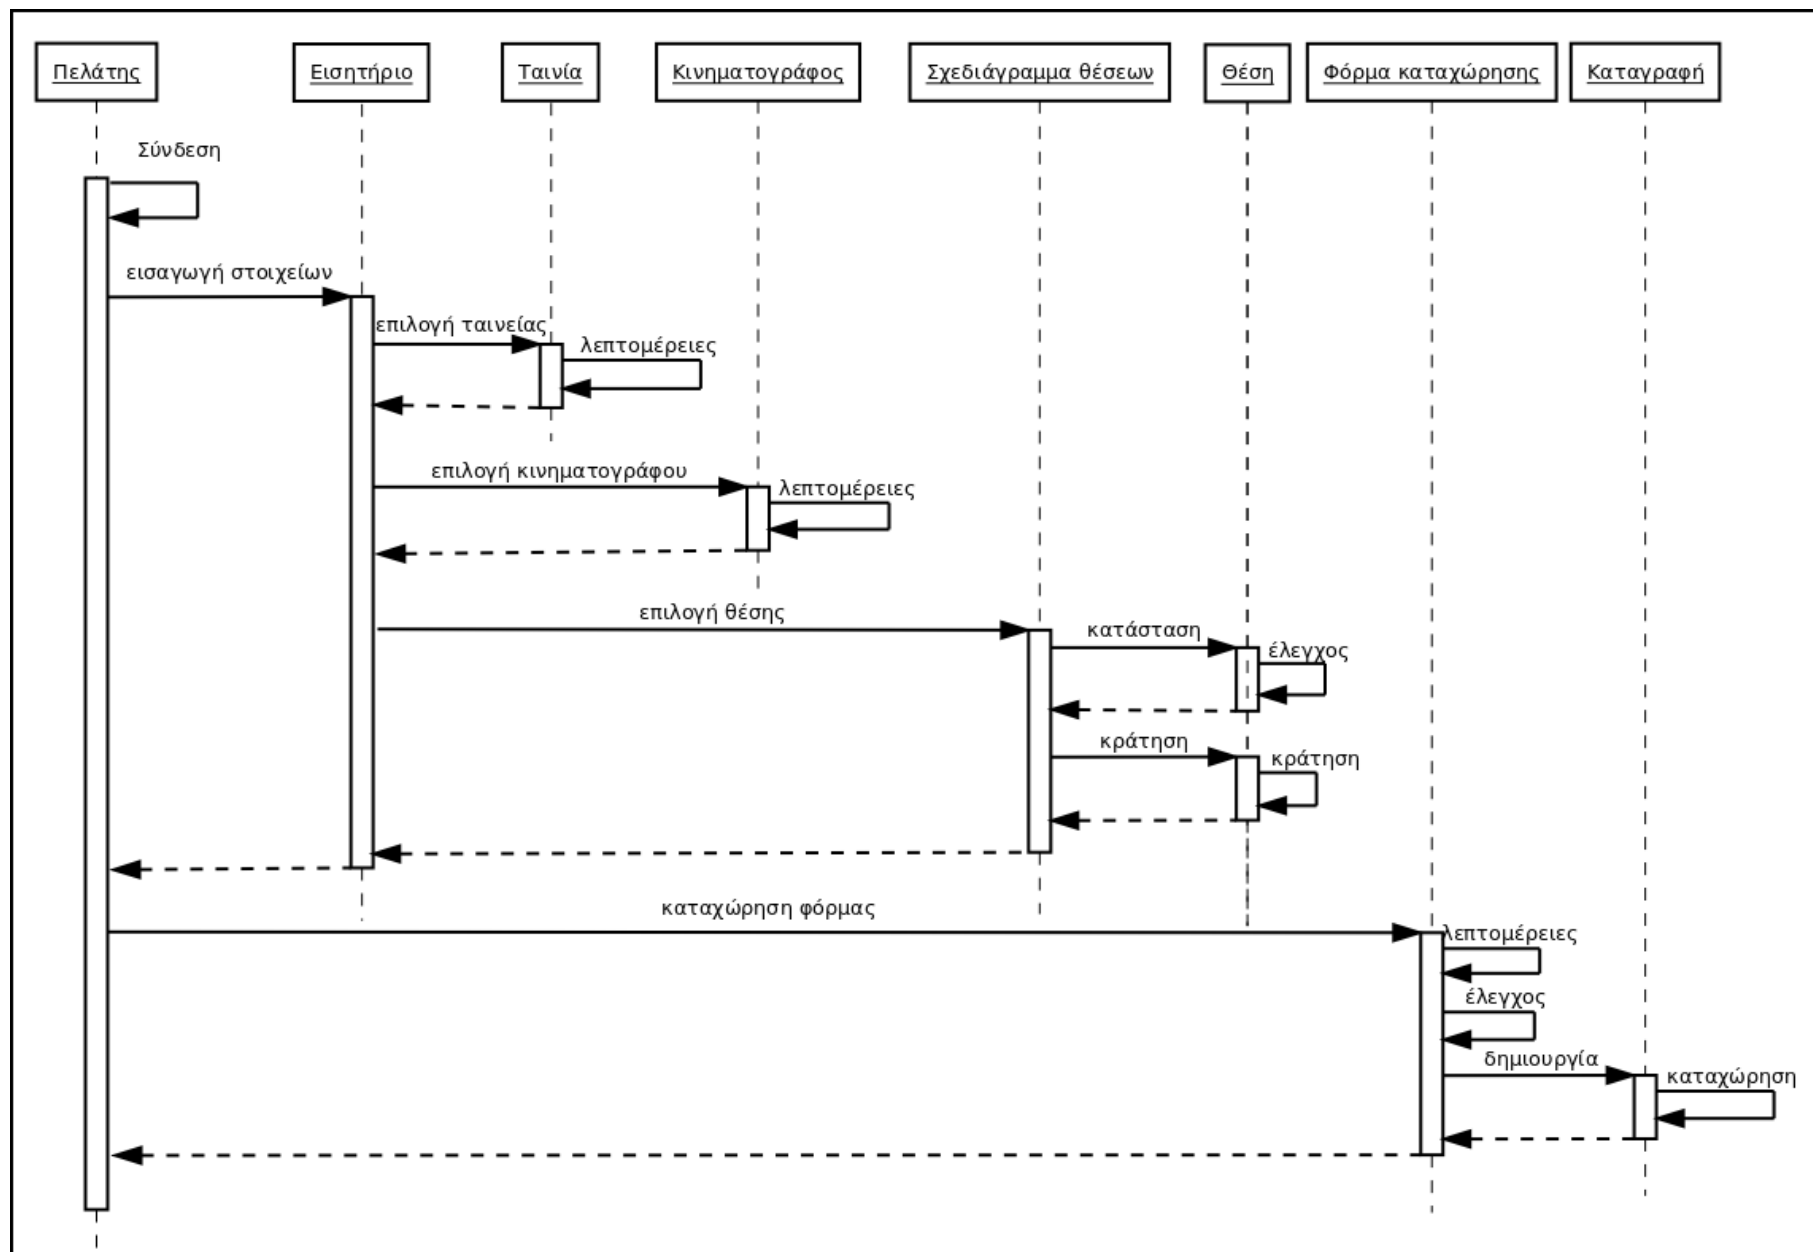 Πελάτης
Εισητήριο
Ταινία
Κινηματογράφος
Σχεδιάγραμμα θέσεων
Θέση
Φόρμα καταχώρησης
Καταγραφή
Σύνδεση
εισαγωγή στοιχείων
επιλογή ταινείας
λεπτομέρειες
επιλογή κινηματογράφου
λεπτομέρειες
επιλογή θέσης
κατάσταση
έλεγχος
κράτηση
κράτηση
καταχώρηση φόρμας
λεπτομέρειες
έλεγχος
δημιουργία
καταχώρηση